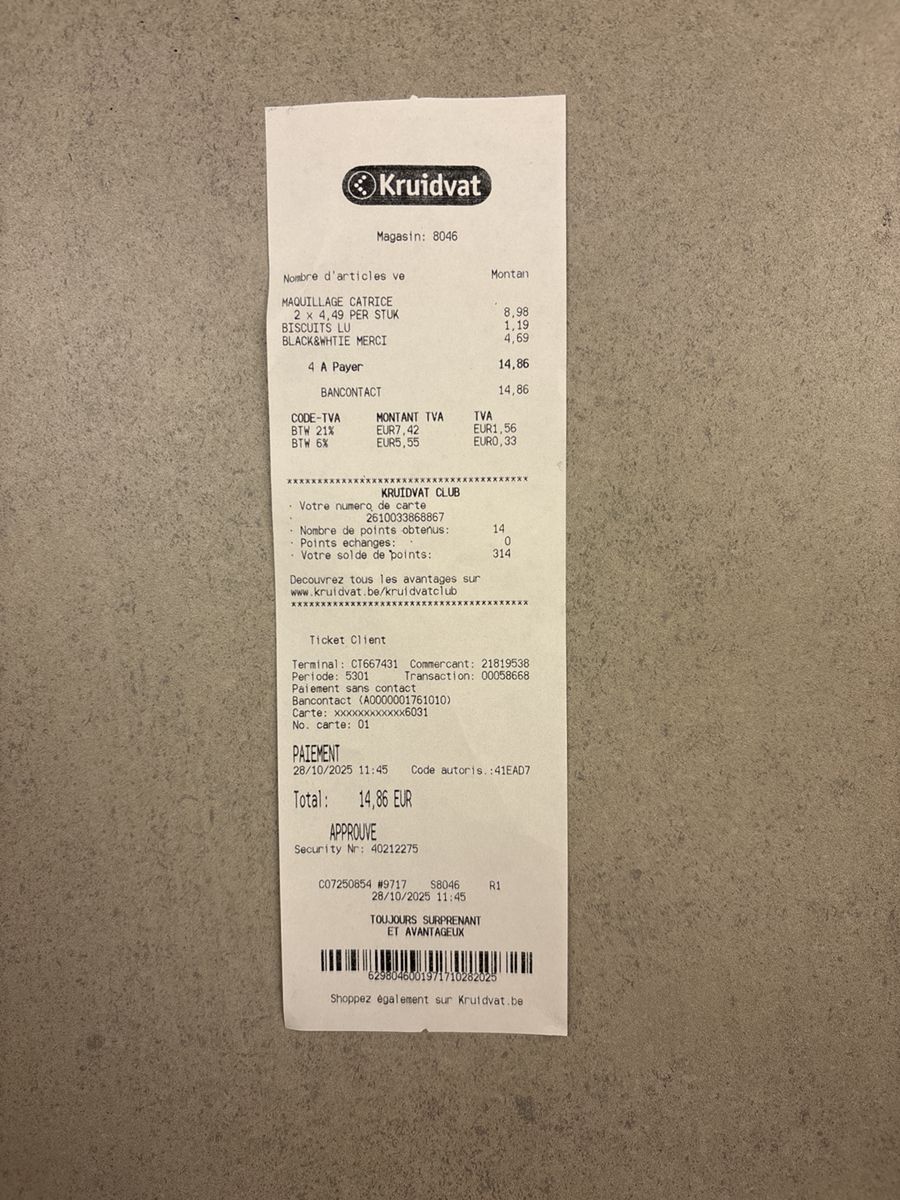 Kruidvat
Magasin: 8046
Nombre d'articles ve Montan
MAQUILLAGE CATRICE
2 x 4,49 PER STUK 8,98
BISCUITS LU 1,19
BLACK&WHTIE MERCI 4,69
4 A Payer 14,86
BANCONTACT 14,86
CODE-TVA MONTANT TVA TVA
BTW 21% EUR7,42 EUR1,56
BTW 6% EUR5,55 EUR0,33
****************************************
KRUIDVAT CLUB
· Votre numero de carte
· 2610033868867
· Nombre de points obtenus: 14
· Points echanges: 0
· Votre solde de points: 314
Decouvrez tous les avantages sur
www.kruidvat.be/kruidvatclub
****************************************
Ticket Client
Terminal: CT667431 Commercant: 21819538
Periode: 5301 Transaction: 00058668
Paiement sans contact
Bancontact (A0000001761010)
Carte: xxxxxxxxxxxx6031
No. carte: 01
PAIEMENT
28/10/2025 11:45 Code autoris.:41EAD7
Total: 14,86 EUR
APPROUVE
Security Nr: 40212275
C07250854 #9717 S8046 R1
28/10/2025 11:45
TOUJOURS SURPRENANT
ET AVANTAGEUX
6298046001971710282025
Shoppez également sur Kruidvat.be